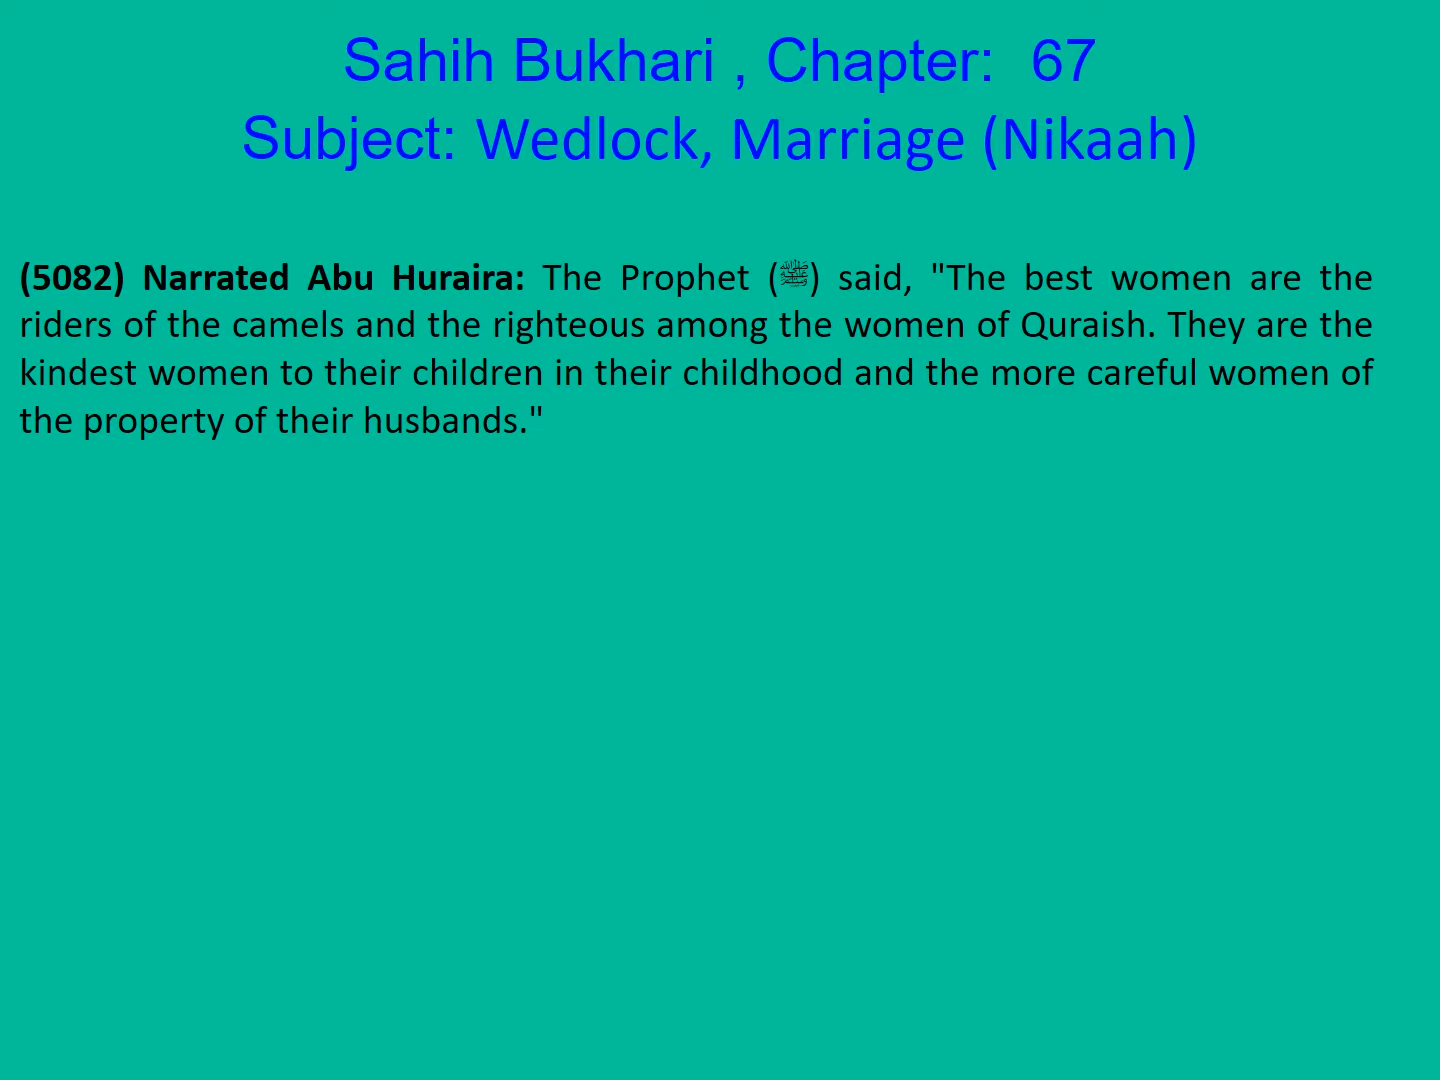 Sahih Bukhari , Chapter:  67
Subject: Wedlock, Marriage (Nikaah)
(5082) Narrated Abu Huraira: The Prophet (ﷺ) said, "The best women are the
riders of the camels and the righteous among the women of Quraish. They are the
kindest women to their children in their childhood and the more careful women of
the property of their husbands."